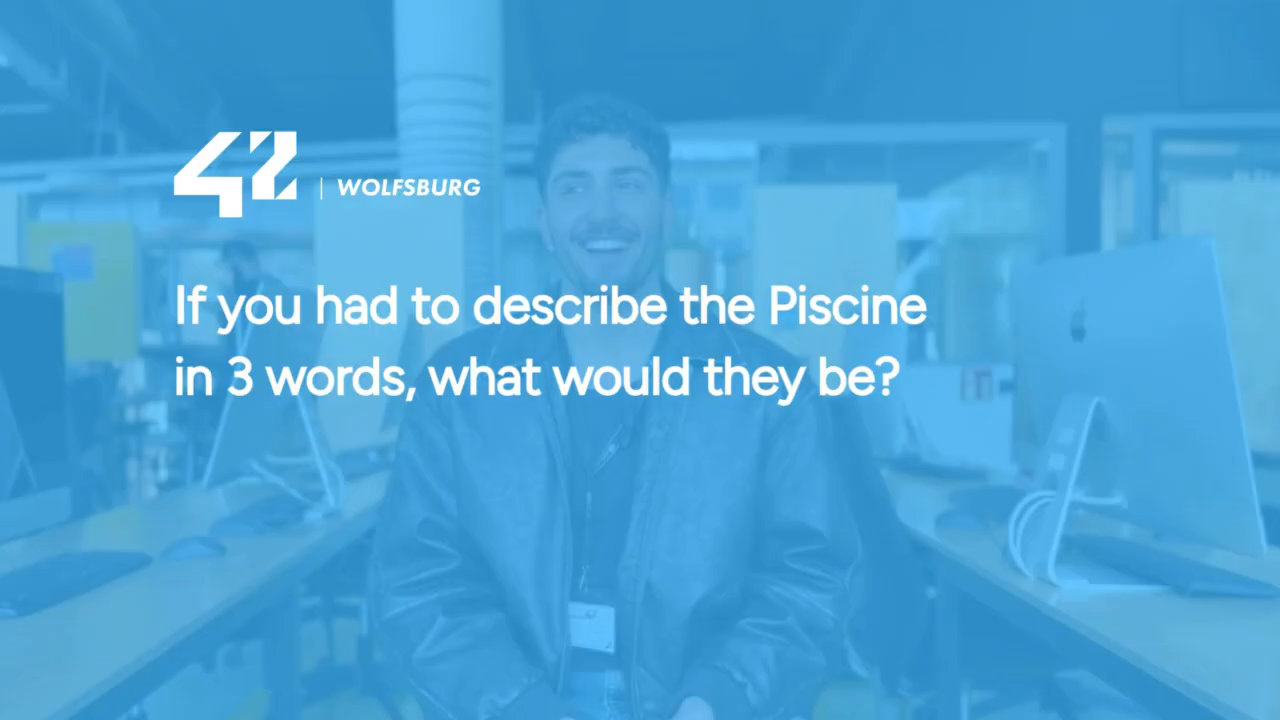 42 | WOLFSBURG
If you had to describe the Piscine
in 3 words, what would they be?